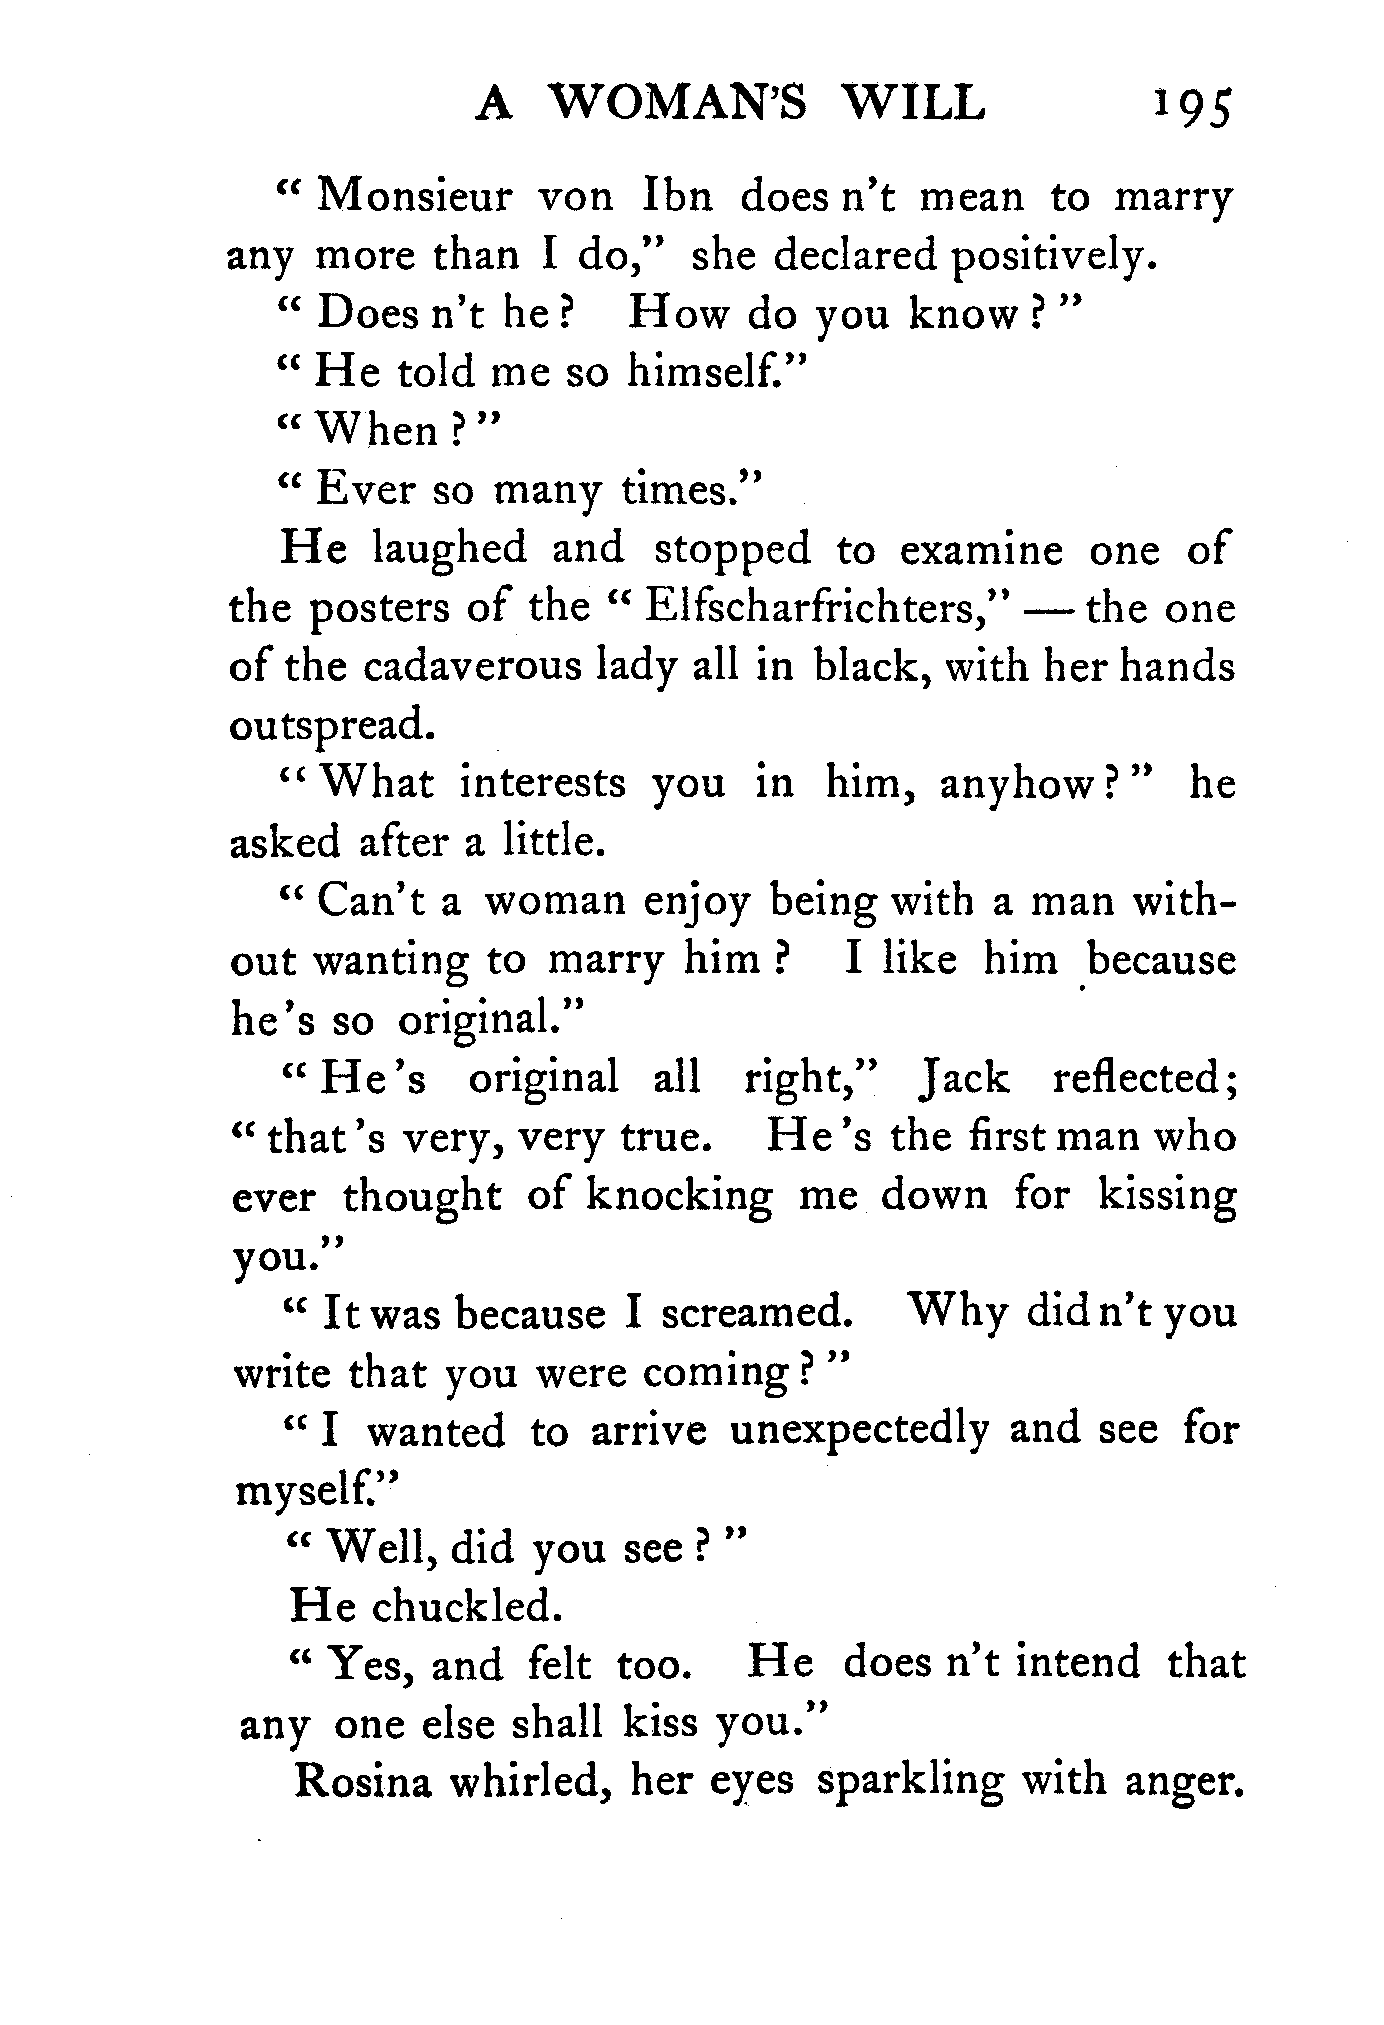 A WOMAN'S WILL 195
“ Monsieur von Ibn does n't mean to marry
any more than I do,” she declared positively.
“ Does n't he ? How do you know ? ”
“ He told me so himself.”
“ When ? ”
“ Ever so many times.”
He laughed and stopped to examine one of
the posters of the “ Elfscharfrichters,” — the one
of the cadaverous lady all in black, with her hands
outspread.
“ What interests you in him, anyhow ? ” he
asked after a little.
“ Can't a woman enjoy being with a man with-
out wanting to marry him ? I like him because
he 's so original.”
“ He 's original all right,” Jack reflected;
“ that 's very, very true. He 's the first man who
ever thought of knocking me down for kissing
you.”
“ It was because I screamed. Why did n't you
write that you were coming ? ”
“ I wanted to arrive unexpectedly and see for
myself.”
“ Well, did you see ? ”
He chuckled.
“ Yes, and felt too. He does n't intend that
any one else shall kiss you.”
Rosina whirled, her eyes sparkling with anger.